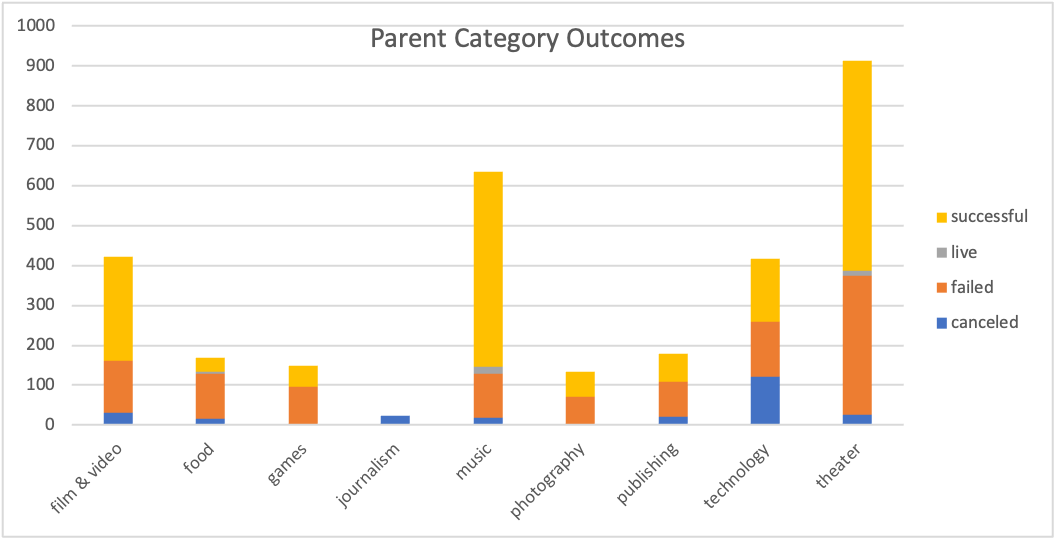 Parent Category Outcomes
1000
900
800
700
600
500
400
300
200
100
0
film & video
food
games
journalism
music
photography
publishing
technology
theater
successful
live
failed
canceled